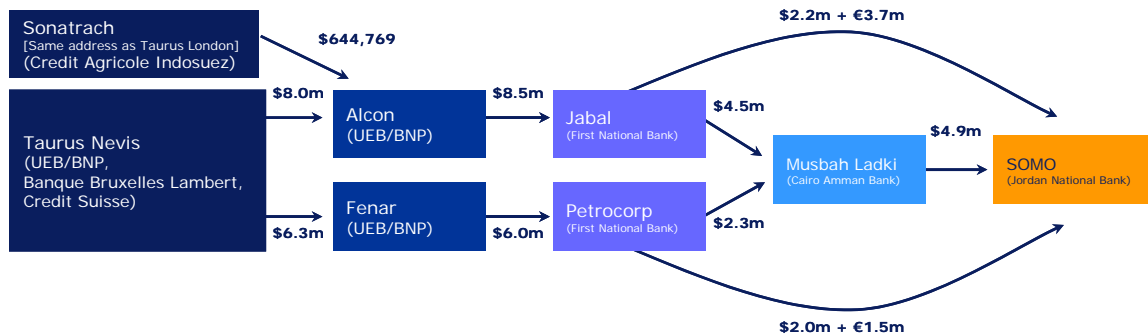 $2.2m + €3.7m
Sonatrach
[Same address as Taurus London]
(Credit Agricole Indosuez)
$644,769
$8.0m
Alcon
(UEB/BNP)
$8.5m
Jabal
(First National Bank)
$4.5m
Taurus Nevis
(UEB/BNP,
Banque Bruxelles Lambert,
Credit Suisse)
Musbah Ladki
(Cairo Amman Bank)
$4.9m
SOMO
(Jordan National Bank)
$6.3m
Fenar
(UEB/BNP)
$6.0m
Petrocorp
(First National Bank)
$2.3m
$2.0m + €1.5m